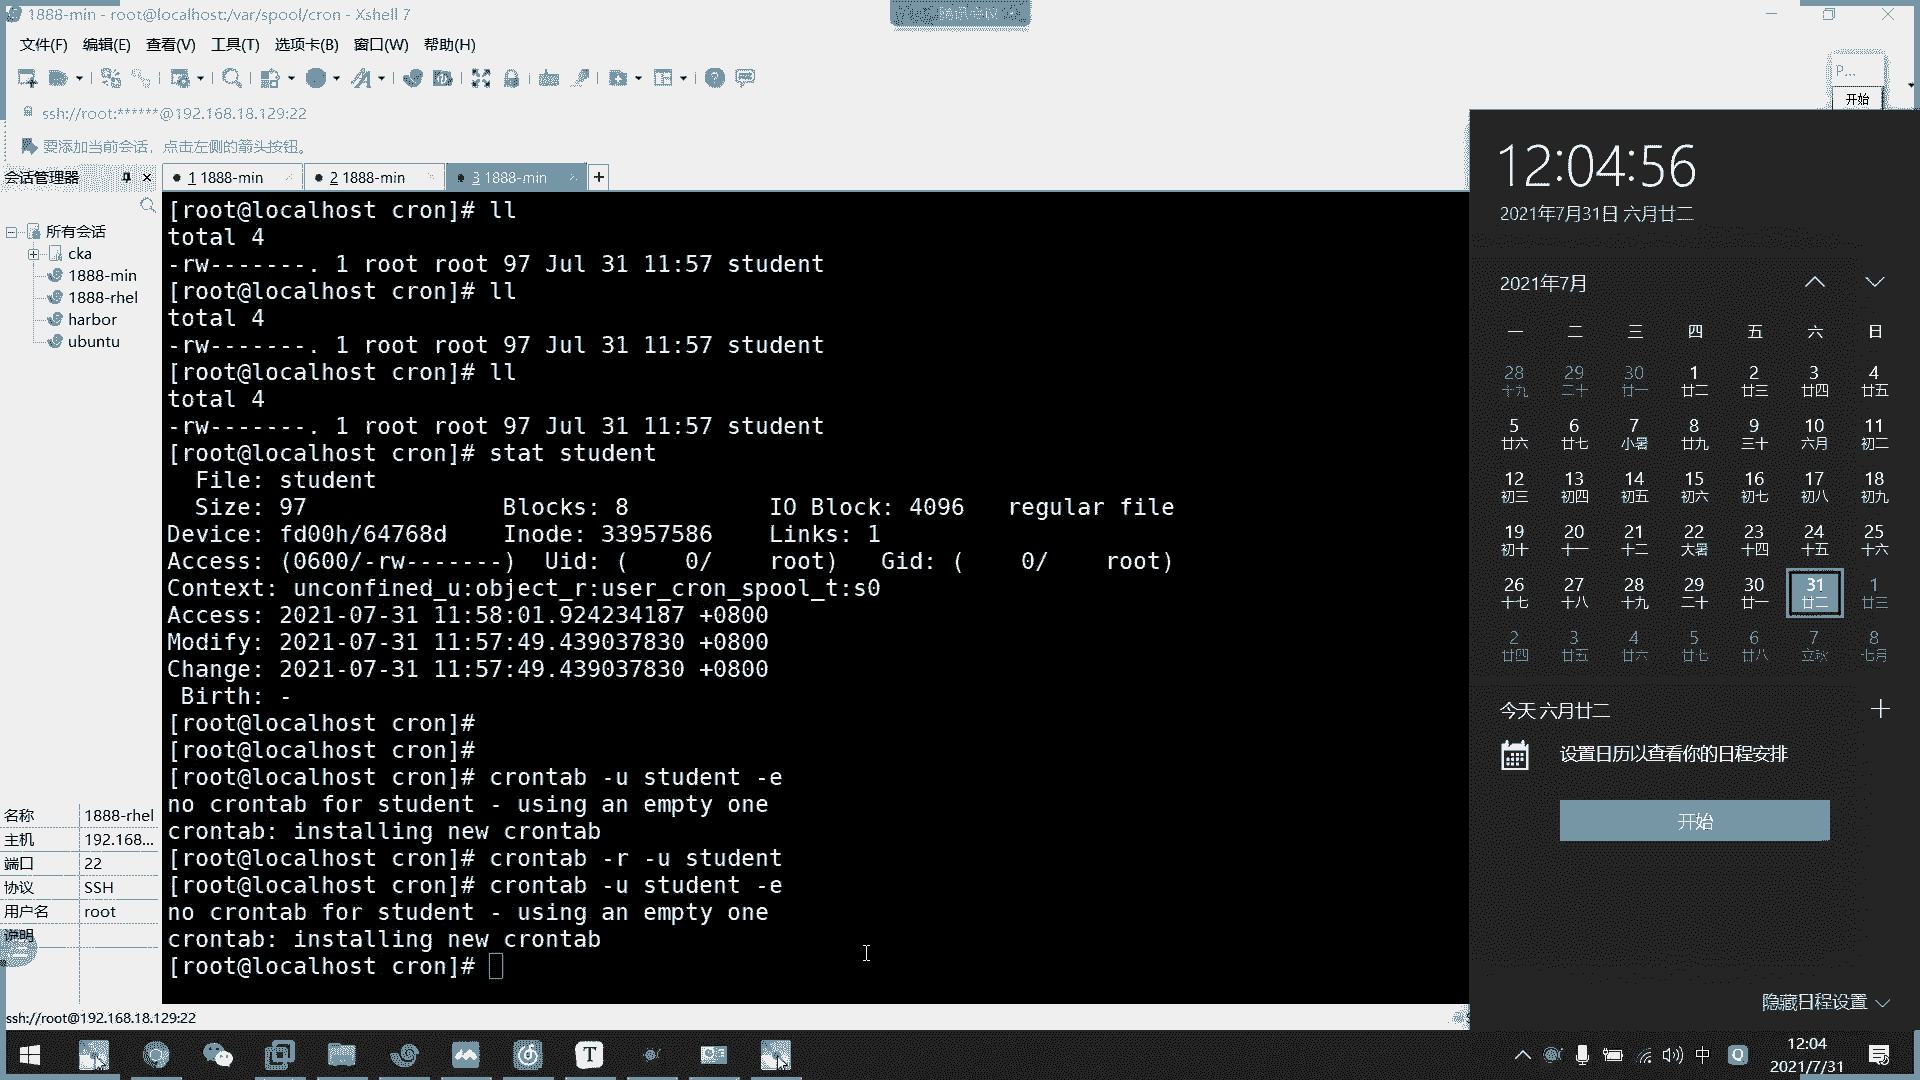 1888-min - root@localhost:/var/spool/cron - Xshell 7
文件(F) 编辑(E) 查看(V) 工具(T) 选项卡(B) 窗口(W) 帮助(H)
P...
开始
ssh://root:******@192.168.18.129:22
要添加当前会话，点击左侧的箭头按钮。
会话管理器
1 1888-min
2 1888-min
3 1888-min
所有会话
cka
1888-min
1888-rhel
harbor
ubuntu
名称 1888-rhel
主机 192.168...
端口 22
协议 SSH
用户名 root
说明
[root@localhost cron]# ll
total 4
-rw-------. 1 root root 97 Jul 31 11:57 student
[root@localhost cron]# ll
total 4
-rw-------. 1 root root 97 Jul 31 11:57 student
[root@localhost cron]# ll
total 4
-rw-------. 1 root root 97 Jul 31 11:57 student
[root@localhost cron]# stat student
File: student
Size: 97 Blocks: 8 IO Block: 4096 regular file
Device: fd00h/64768d Inode: 33957586 Links: 1
Access: (0600/-rw-------) Uid: ( 0/ root) Gid: ( 0/ root)
Context: unconfined_u:object_r:user_cron_spool_t:s0
Access: 2021-07-31 11:58:01.924234187 +0800
Modify: 2021-07-31 11:57:49.439037830 +0800
Change: 2021-07-31 11:57:49.439037830 +0800
Birth: -
[root@localhost cron]#
[root@localhost cron]#
[root@localhost cron]# crontab -u student -e
no crontab for student - using an empty one
crontab: installing new crontab
[root@localhost cron]# crontab -r -u student
[root@localhost cron]# crontab -u student -e
no crontab for student - using an empty one
crontab: installing new crontab
[root@localhost cron]#
ssh://root@192.168.18.129:22
12:04:56
2021年7月31日 六月廿二
2021年7月
一 二 三 四 五 六 日
28 29 30 1 2 3 4
十九 二十 廿一 廿二 廿三 廿四 廿五
5 6 7 8 9 10 11
廿六 廿七 小暑 廿九 三十 六月 初二
12 13 14 15 16 17 18
初三 初四 初五 初六 初七 初八 初九
19 20 21 22 23 24 25
初十 十一 十二 大暑 十四 十五 十六
26 27 28 29 30 31 1
十七 十八 十九 二十 廿一 廿二 廿三
2 3 4 5 6 7 8
廿四 廿五 廿六 廿七 廿八 立秋 七月
今天 六月廿二
设置日历以查看你的日程安排
开始
隐藏日程设置
中
12:04
2021/7/31